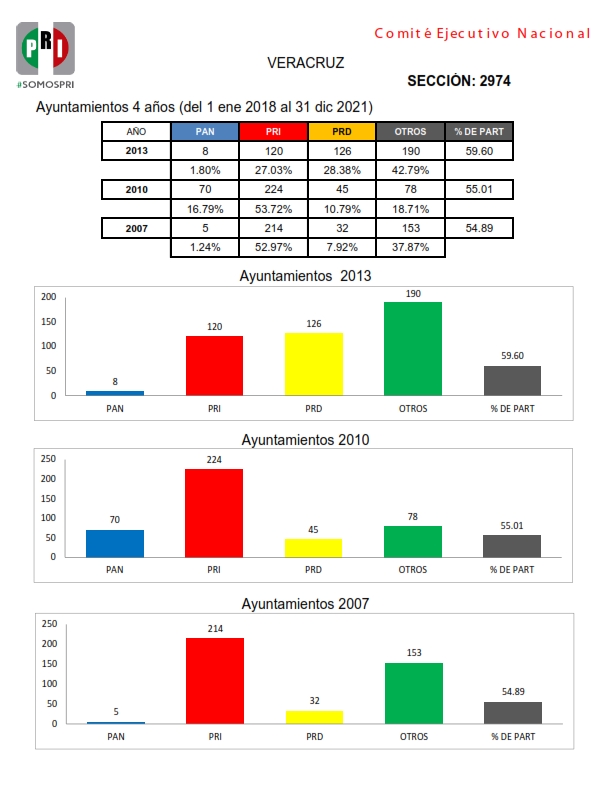 Comité Ejecutivo Nacional
PRI
#SOMOSPRI
VERACRUZ
SECCIÓN: 2974
Ayuntamientos 4 años (del 1 ene 2018 al 31 dic 2021)
AÑO PAN PRI PRD OTROS % DE PART
2013 8 120 126 190 59.60
1.80% 27.03% 28.38% 42.79%
2010 70 224 45 78 55.01
16.79% 53.72% 10.79% 18.71%
2007 5 214 32 153 54.89
1.24% 52.97% 7.92% 37.87%
Ayuntamientos 2013
200
150
100
50
0
8 120 126 190 59.60
PAN PRI PRD OTROS % DE PART
Ayuntamientos 2010
250
200
150
100
50
0
70 224 45 78 55.01
PAN PRI PRD OTROS % DE PART
Ayuntamientos 2007
250
200
150
100
50
0
5 214 32 153 54.89
PAN PRI PRD OTROS % DE PART